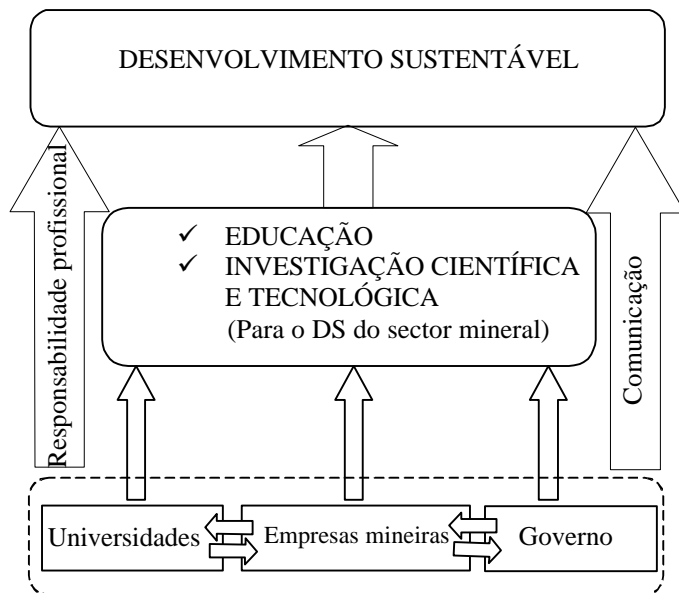 DESENVOLVIMENTO SUSTENTÁVEL
Responsabilidade profissional
✓ EDUCAÇÃO
✓ INVESTIGAÇÃO CIENTÍFICA
E TECNOLÓGICA
(Para o DS do sector mineral)
Comunicação
Universidades
Empresas mineiras
Governo